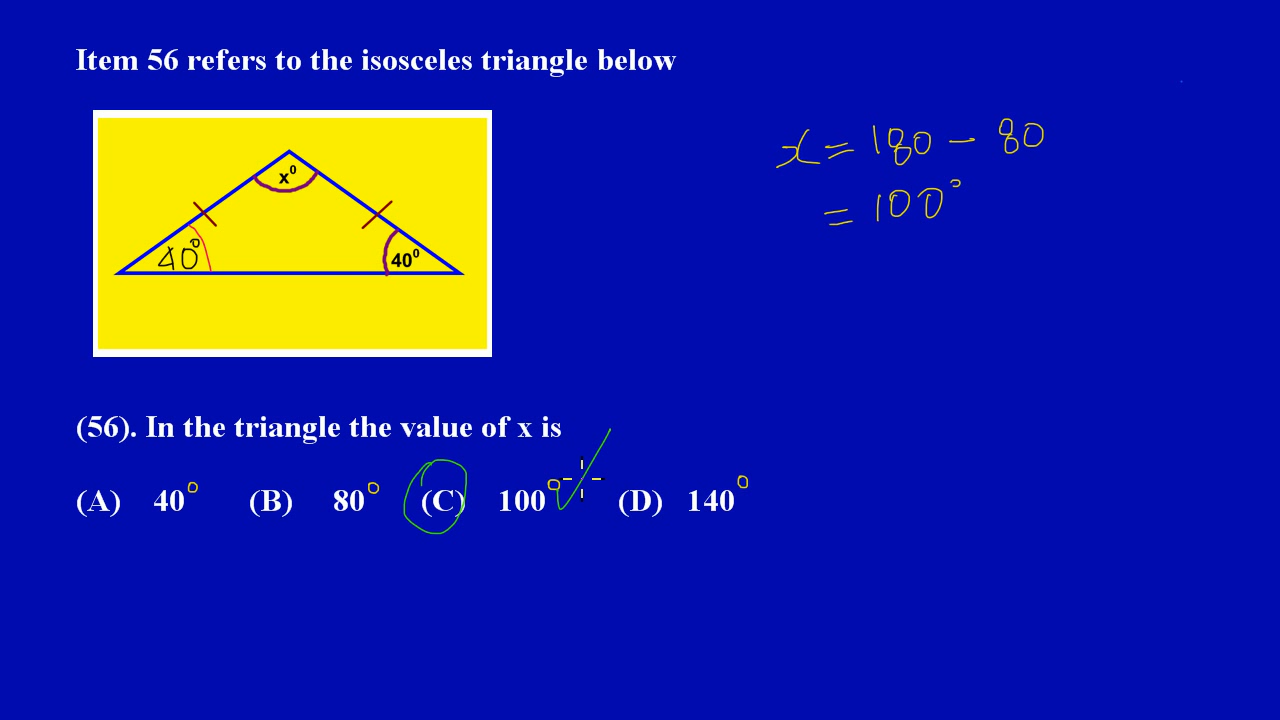 Item 56 refers to the isosceles triangle below
x = 180 - 80
= 100°
x⁰
40°
40⁰
(56). In the triangle the value of x is
(A) 40° (B) 80° (C) 100° (D) 140°